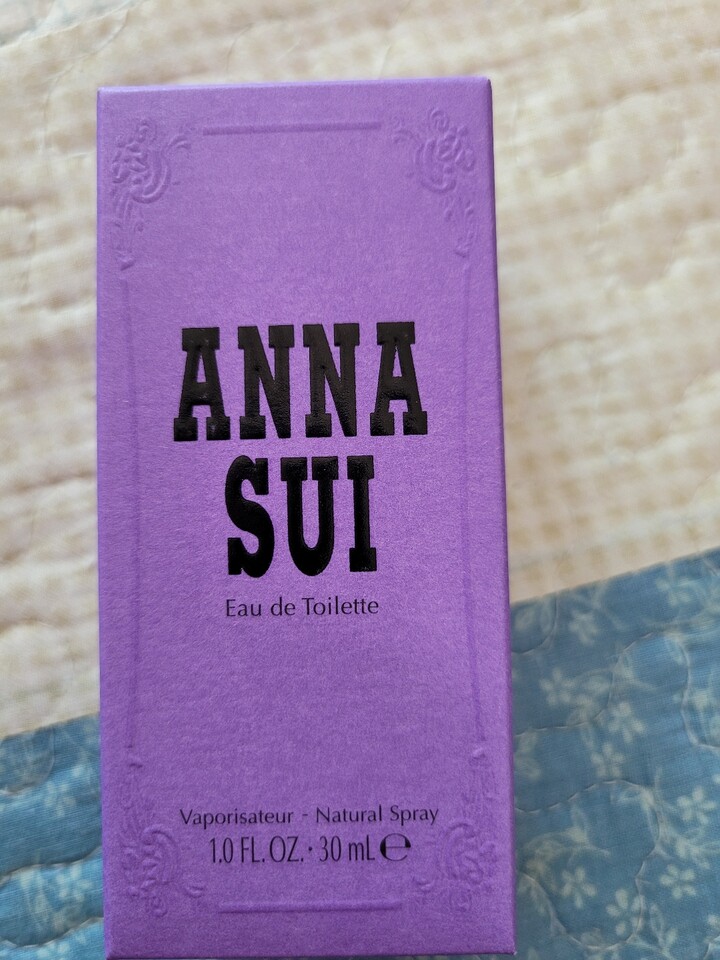 ANNA
SUI
Eau de Toilette
Vaporisateur - Natural Spray
1.0 FL. OZ. · 30 mL ℮